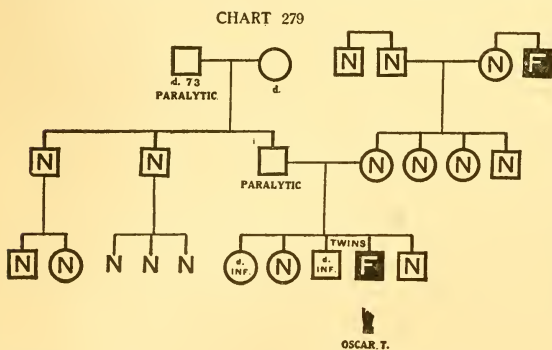 CHART 279
N N N F
d. 73 d.
PARALYTIC.
N N N N N N
PARALYTIC
TWINS
N N N N N d. INF. N d. INF. F N
OSCAR. T.